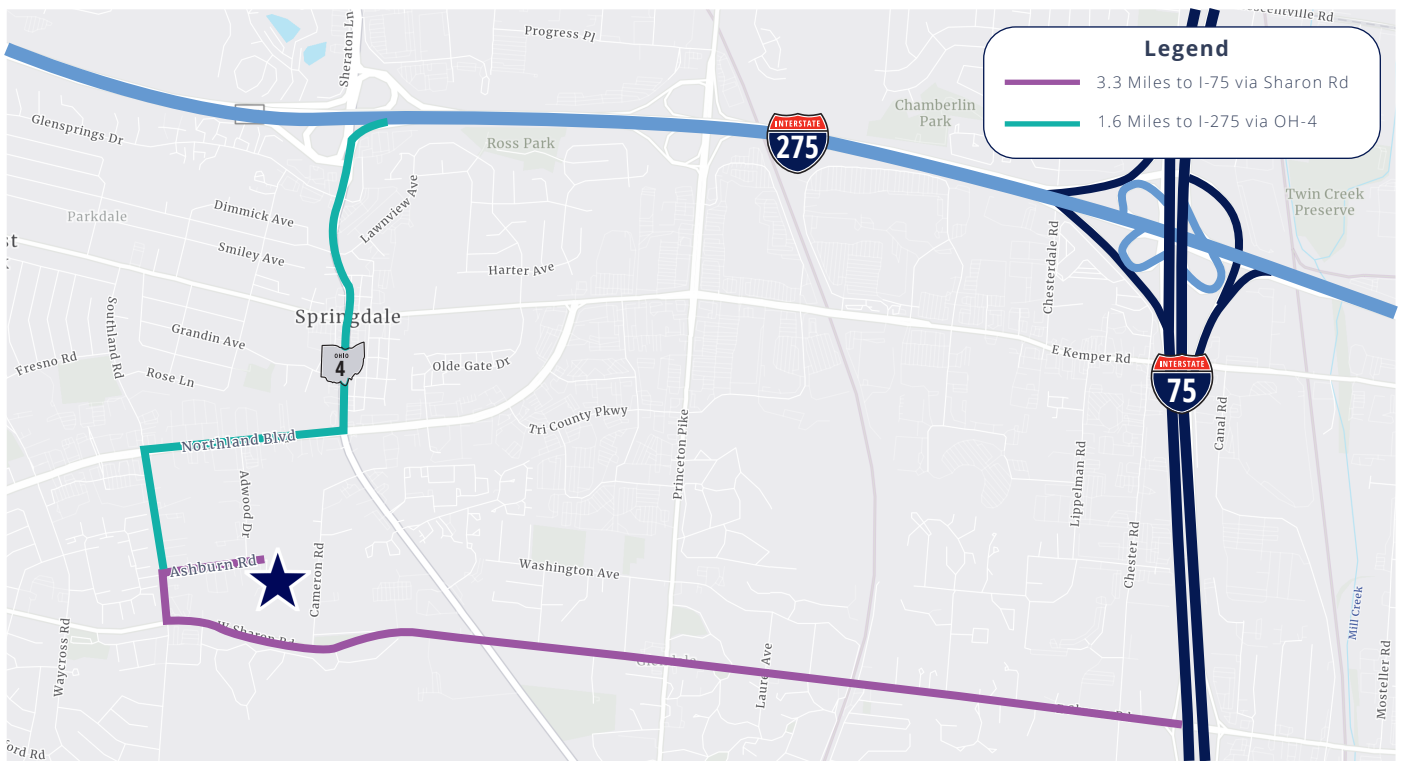 Legend
3.3 Miles to I-75 via Sharon Rd
1.6 Miles to I-275 via OH-4
Sheraton Ln
Progress Pl
Glensprings Dr
Ross Park
INTERSTATE
275
Chamberlin
Park
Twin Creek
Preserve
Parkdale
Dimmick Ave
Lawnview Ave
Smiley Ave
Harter Ave
Chesterdale Rd
Southland Rd
Springdale
Grandin Ave
Fresno Rd
Rose Ln
OHIO
4
Olde Gate Dr
E Kemper Rd
INTERSTATE
75
Canal Rd
Tri County Pkwy
Princeton Pike
Northland Blvd
Adwood Dr
Lippelman Rd
Ashburn Rd
Cameron Rd
Washington Ave
Chester Rd
Mill Creek
Waycross Rd
W Sharon Rd
Mosteller Rd